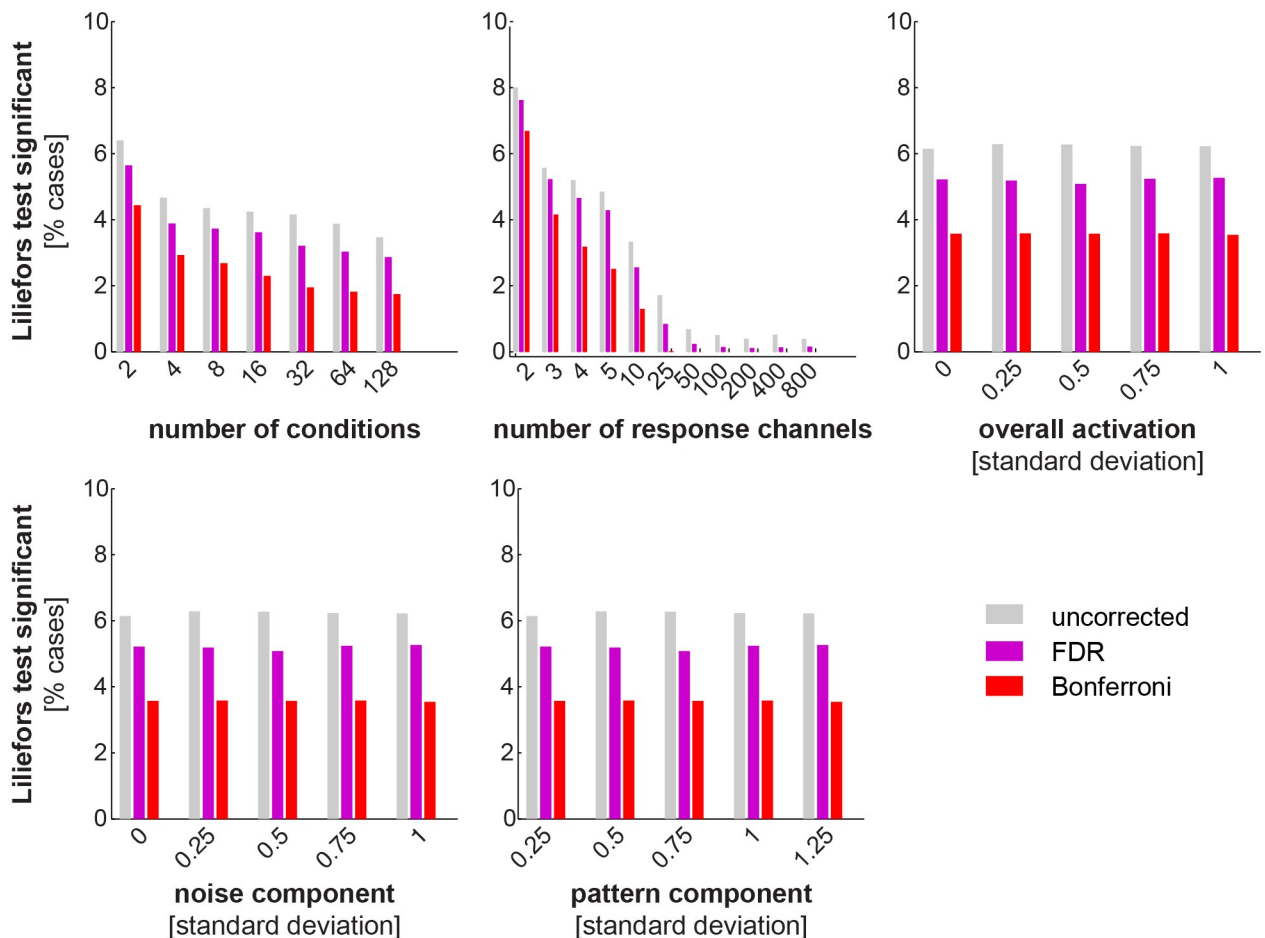 Liliefors test significant
[% cases]
10
8
6
4
2
0
2 4 8 16 32 64 128
number of conditions
10
8
6
4
2
0
2 3 4 5 10 25 50 100 200 400 800
number of response channels
10
8
6
4
2
0
0 0.25 0.5 0.75 1
overall activation
[standard deviation]
Liliefors test significant
[% cases]
10
8
6
4
2
0
0 0.25 0.5 0.75 1
noise component
[standard deviation]
10
8
6
4
2
0
0.25 0.5 0.75 1 1.25
pattern component
[standard deviation]
uncorrected
FDR
Bonferroni